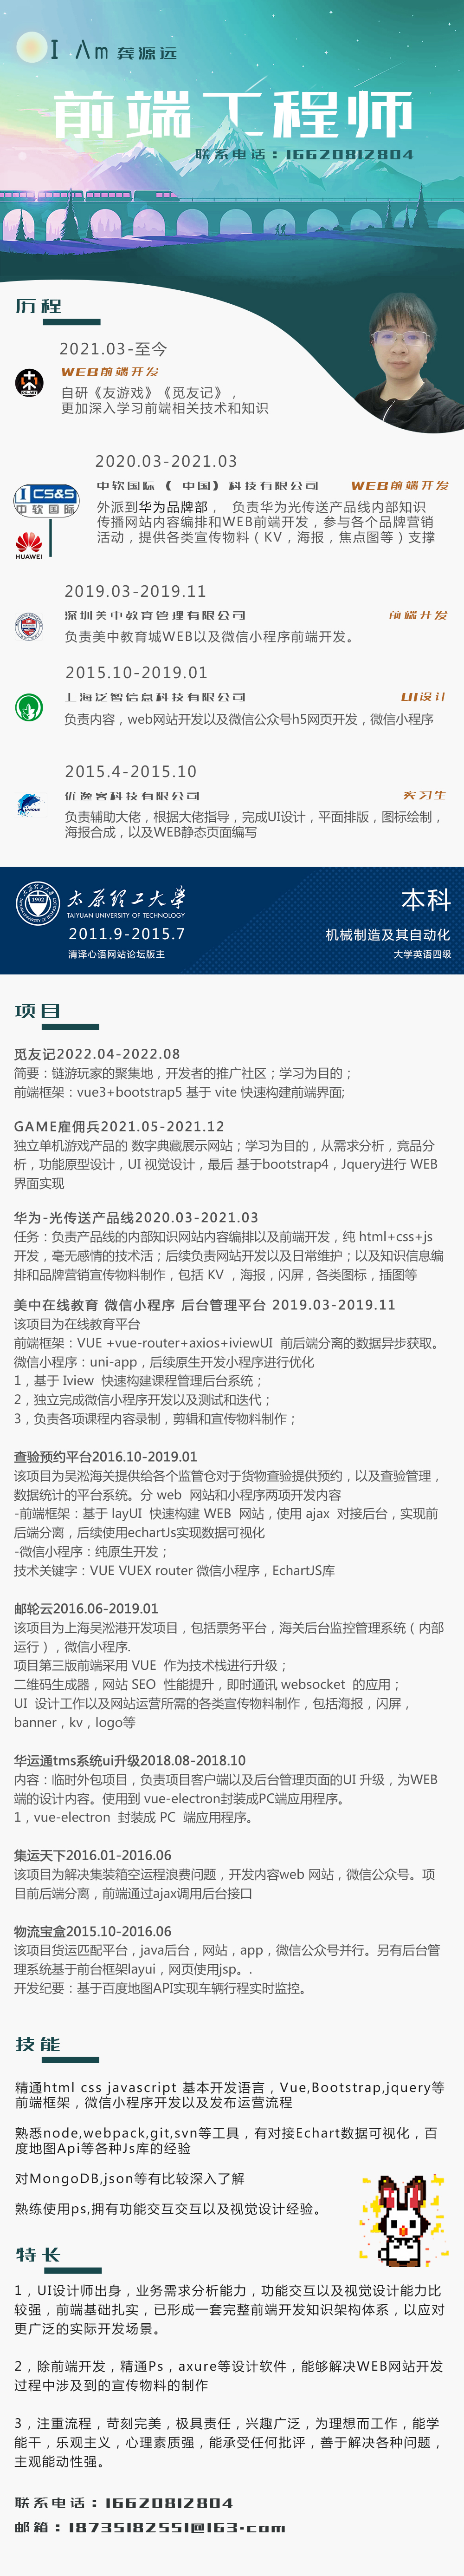 I Am 龚源远
前端工程师
联系电话：16620812804
历程
2021.03-至今
WEB前端开发
自研《友游戏》《觅友记》，
更加深入学习前端相关技术和知识
2020.03-2021.03
中软国际《 中国》科技有限公司 WEB前端开发
ICS&S
中软国际
HUAWEI
外派到华为品牌部， 负责华为光传送产品线内部知识
传播网站内容编排和WEB前端开发，参与各个品牌营销
活动，提供各类宣传物料（KV，海报，焦点图等）支撑
2019.03-2019.11
深圳美中教育管理有限公司 前端开发
负责美中教育城WEB以及微信小程序前端开发。
2015.10-2019.01
上海泛智信息科技有限公司 UI设计
负责内容，web网站开发以及微信公众号h5网页开发，微信小程序
2015.4-2015.10
优逸客科技有限公司 实习生
负责辅助大佬，根据大佬指导，完成UI设计，平面排版，图标绘制，
海报合成，以及WEB静态页面编写
1902
太原理工大学
TAIYUAN UNIVERSITY OF TECHNOLOGY
本科
2011.9-2015.7
机械制造及其自动化
清泽心语网站论坛版主
大学英语四级
项目
觅友记2022.04-2022.08
简要：链游玩家的聚集地，开发者的推广社区；学习为目的；
前端框架：vue3+bootstrap5 基于 vite 快速构建前端界面;
GAME雇佣兵2021.05-2021.12
独立单机游戏产品的 数字典藏展示网站；学习为目的，从需求分析，竞品分
析，功能原型设计，UI 视觉设计，最后 基于bootstrap4，Jquery进行 WEB
界面实现
华为-光传送产品线2020.03-2021.03
任务：负责产品线的内部知识网站内容编排以及前端开发，纯 html+css+js
开发，毫无感情的技术活；后续负责网站开发以及日常维护；以及知识信息编
排和品牌营销宣传物料制作，包括 KV ，海报，闪屏，各类图标，插图等
美中在线教育 微信小程序 后台管理平台 2019.03-2019.11
该项目为在线教育平台
前端框架：VUE +vue-router+axios+iviewUI 前后端分离的数据异步获取。
微信小程序：uni-app，后续原生开发小程序进行优化
1，基于 Iview 快速构建课程管理后台系统；
2，独立完成微信小程序开发以及测试和迭代；
3，负责各项课程内容录制，剪辑和宣传物料制作；
查验预约平台2016.10-2019.01
该项目为吴淞海关提供给各个监管仓对于货物查验提供预约，以及查验管理，
数据统计的平台系统。分 web 网站和小程序两项开发内容
-前端框架：基于 layUI 快速构建 WEB 网站，使用 ajax 对接后台，实现前
后端分离，后续使用echartJs实现数据可视化
-微信小程序：纯原生开发；
技术关键字：VUE VUEX router 微信小程序，EchartJS库
邮轮云2016.06-2019.01
该项目为上海吴淞港开发项目，包括票务平台，海关后台监控管理系统（内部
运行），微信小程序.
项目第三版前端采用 VUE 作为技术栈进行升级；
二维码生成器，网站 SEO 性能提升，即时通讯 websocket 的应用；
UI 设计工作以及网站运营所需的各类宣传物料制作，包括海报，闪屏，
banner，kv，logo等
华运通tms系统ui升级2018.08-2018.10
内容：临时外包项目，负责项目客户端以及后台管理页面的UI 升级，为WEB
端的设计内容。使用到 vue-electron封装成PC端应用程序。
1，vue-electron 封装成 PC 端应用程序。
集运天下2016.01-2016.06
该项目为解决集装箱空运程浪费问题，开发内容web 网站，微信公众号。项
目前后端分离，前端通过ajax调用后台接口
物流宝盒2015.10-2016.06
该项目货运匹配平台，java后台，网站，app，微信公众号并行。另有后台管
理系统基于前台框架layui，网页使用jsp。.
开发纪要：基于百度地图API实现车辆行程实时监控。
技能
精通html css javascript 基本开发语言，Vue,Bootstrap,jquery等
前端框架，微信小程序开发以及发布运营流程
熟悉node,webpack,git,svn等工具，有对接Echart数据可视化，百
度地图Api等各种Js库的经验
对MongoDB,json等有比较深入了解
熟练使用ps,拥有功能交互交互以及视觉设计经验。
特长
1，UI设计师出身，业务需求分析能力，功能交互以及视觉设计能力比
较强，前端基础扎实，已形成一套完整前端开发知识架构体系，以应对
更广泛的实际开发场景。
2，除前端开发，精通Ps，axure等设计软件，能够解决WEB网站开发
过程中涉及到的宣传物料的制作
3，注重流程，苛刻完美，极具责任，兴趣广泛，为理想而工作，能学
能干，乐观主义，心理素质强，能承受任何批评，善于解决各种问题，
主观能动性强。
联系电话：16620812804
邮箱：18735182551@163.com